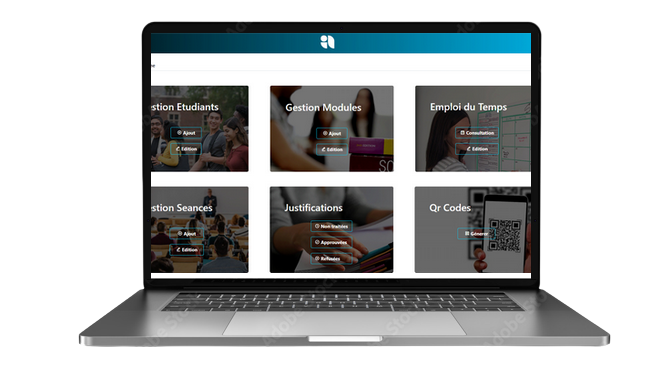 stion Etudiants
Ajout
Edition
Gestion Modules
Ajout
Edition
Emploi du Temps
Consultation
Edition
stion Seances
Ajout
Edition
Justifications
Non traitées
Approuvées
Refusées
Qr Codes
Générer